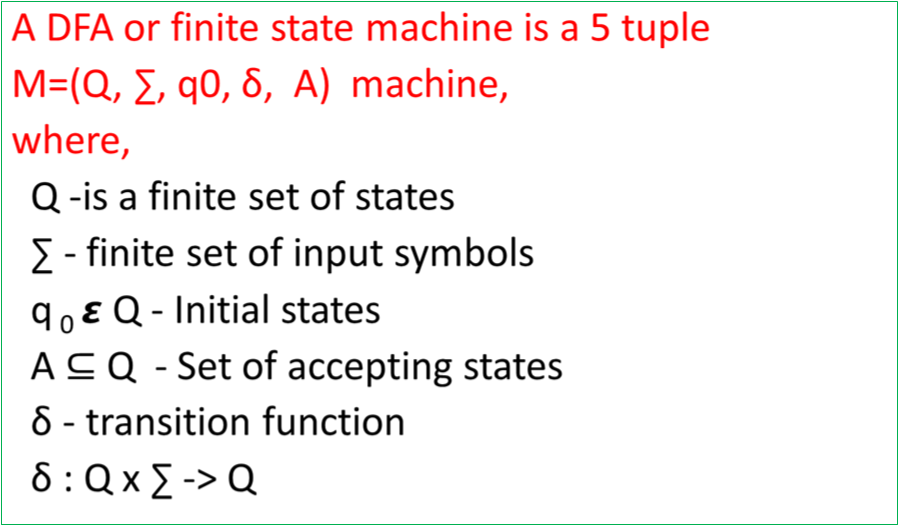 A DFA or finite state machine is a 5 tuple
M=(Q, ∑, q0, δ,  A)  machine,
where,
Q -is a finite set of states
∑ - finite set of input symbols
q ₀ ε Q - Initial states
A ⊆ Q  - Set of accepting states
δ - transition function
δ : Q x ∑ -> Q